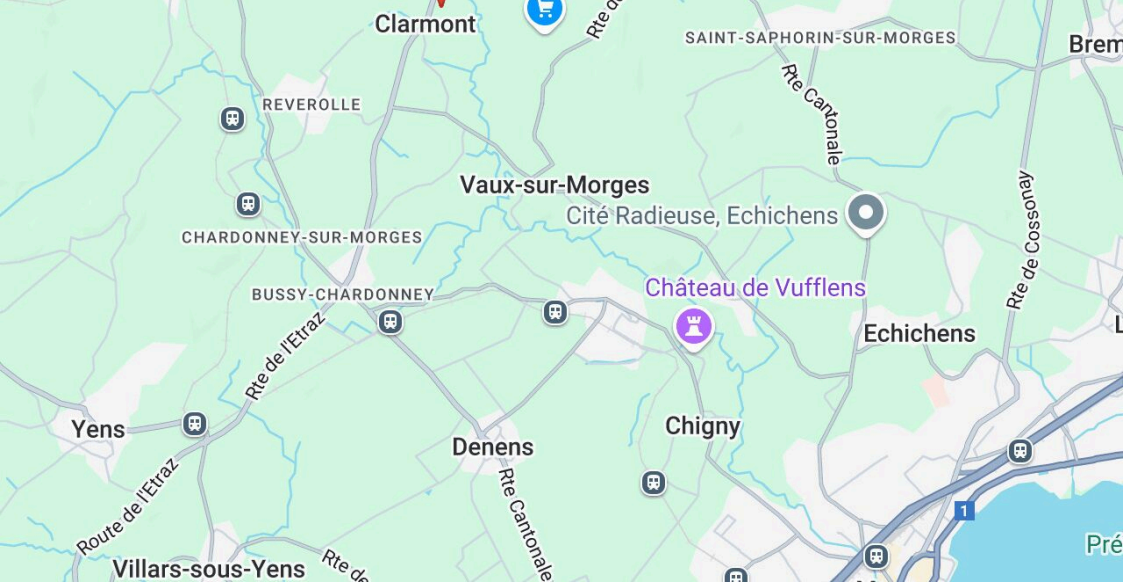 Clarmont
Rte
SAINT-SAPHORIN-SUR-MORGES
Rte Cantonale
REVEROLLE
Vaux-sur-Morges
Cité Radieuse, Echichens
Rte de Cossonay
CHARDONNEY-SUR-MORGES
Château de Vufflens
BUSSY-CHARDONNEY
Rte de l'Etraz
Echichens
Yens
Chigny
Denens
Route de l'Etraz
Rte Cantonale
1
Pré
Villars-sous-Yens
Rte de